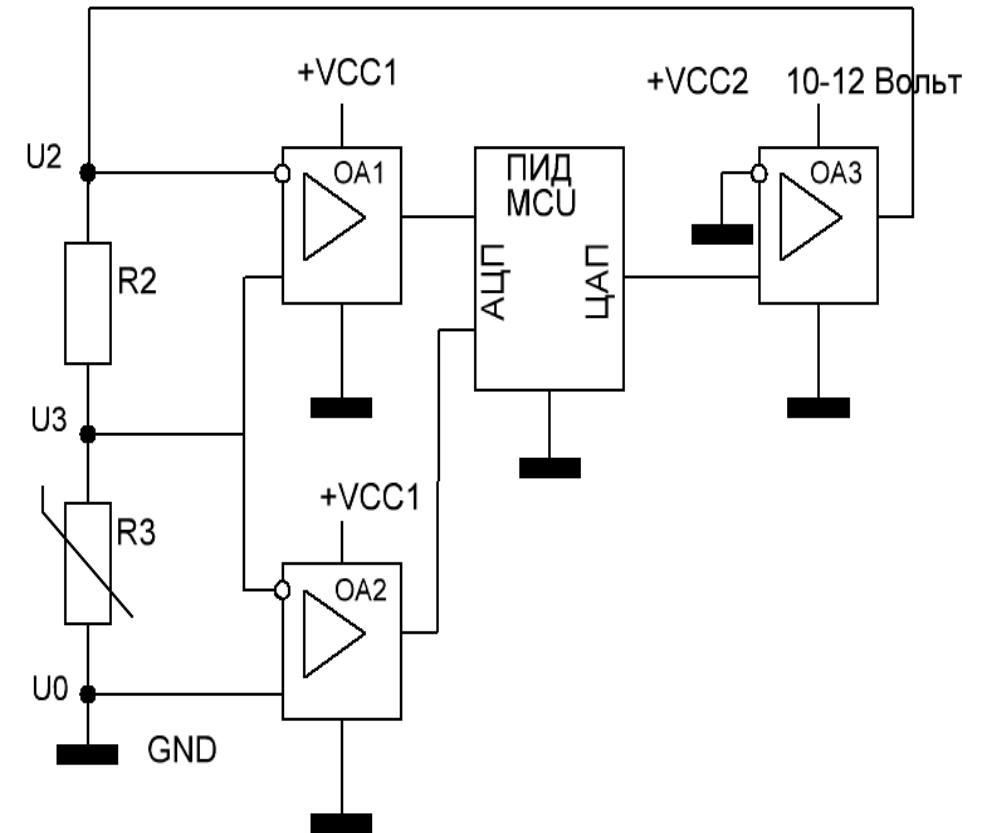 +VCC1
+VCC2 10-12 Вольт
U2
OA1
ПИД
MCU
OA3
R2
АЦП
ЦАП
U3
+VCC1
R3
OA2
U0
GND